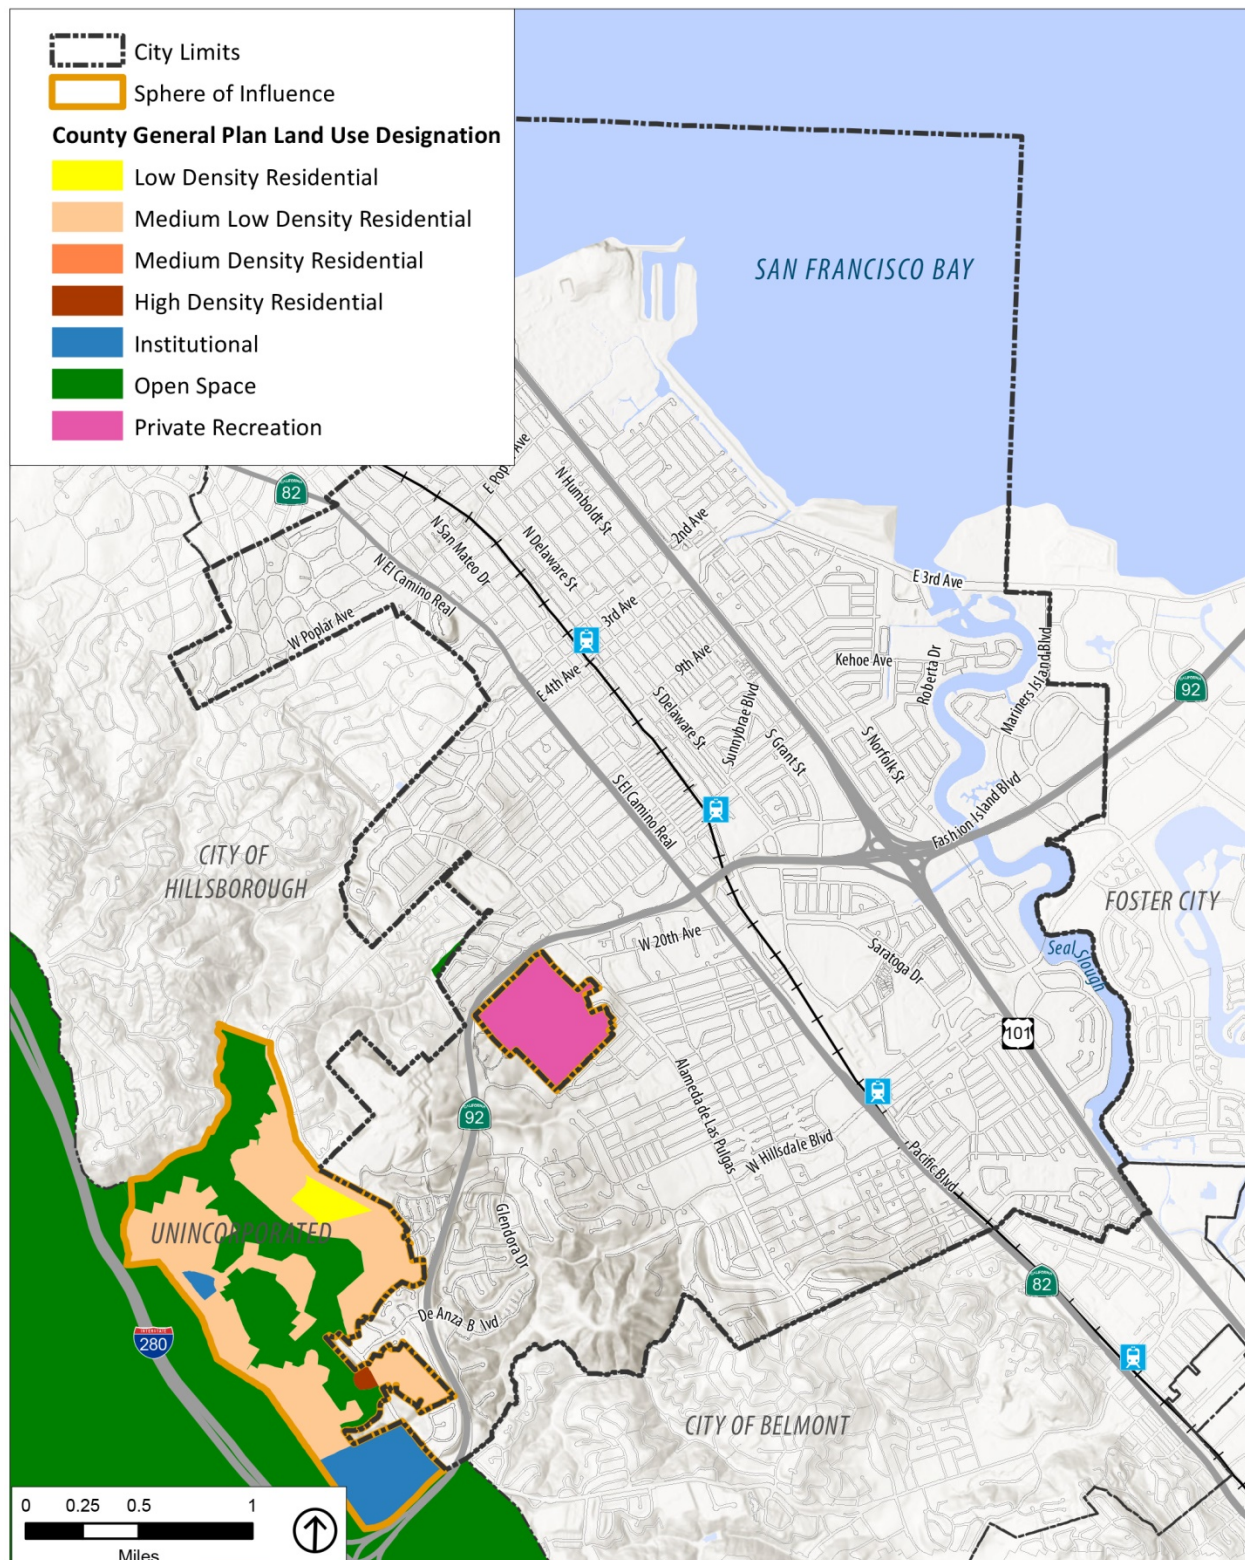 City Limits
Sphere of Influence
County General Plan Land Use Designation
Low Density Residential
Medium Low Density Residential
Medium Density Residential
High Density Residential
Institutional
Open Space
Private Recreation
SAN FRANCISCO BAY
82
E Pop Ave
N Humboldt St
2nd Ave
N San Mateo Dr
N Delaware St
N El Camino Real
E 3rd Ave
W Poplar Ave
3rd Ave
Kehoe Ave
Roberta Dr
Mariners Island Blvd
9th Ave
E 4th Ave
92
S Delaware St
Sunnybrae Blvd
S Grant St
S Norfolk St
S El Camino Real
Fashion Island Blvd
CITY OF
HILLSBOROUGH
FOSTER CITY
W 20th Ave
Saratoga Dr
Seal Slough
101
Alameda de Las Pulgas
92
W Hillsdale Blvd
Pacific Blvd
UNINCORPORATED
Glendora Dr
82
De Anza Blvd
INTERSTATE
280
CITY OF BELMONT
0 0.25 0.5 1
Miles